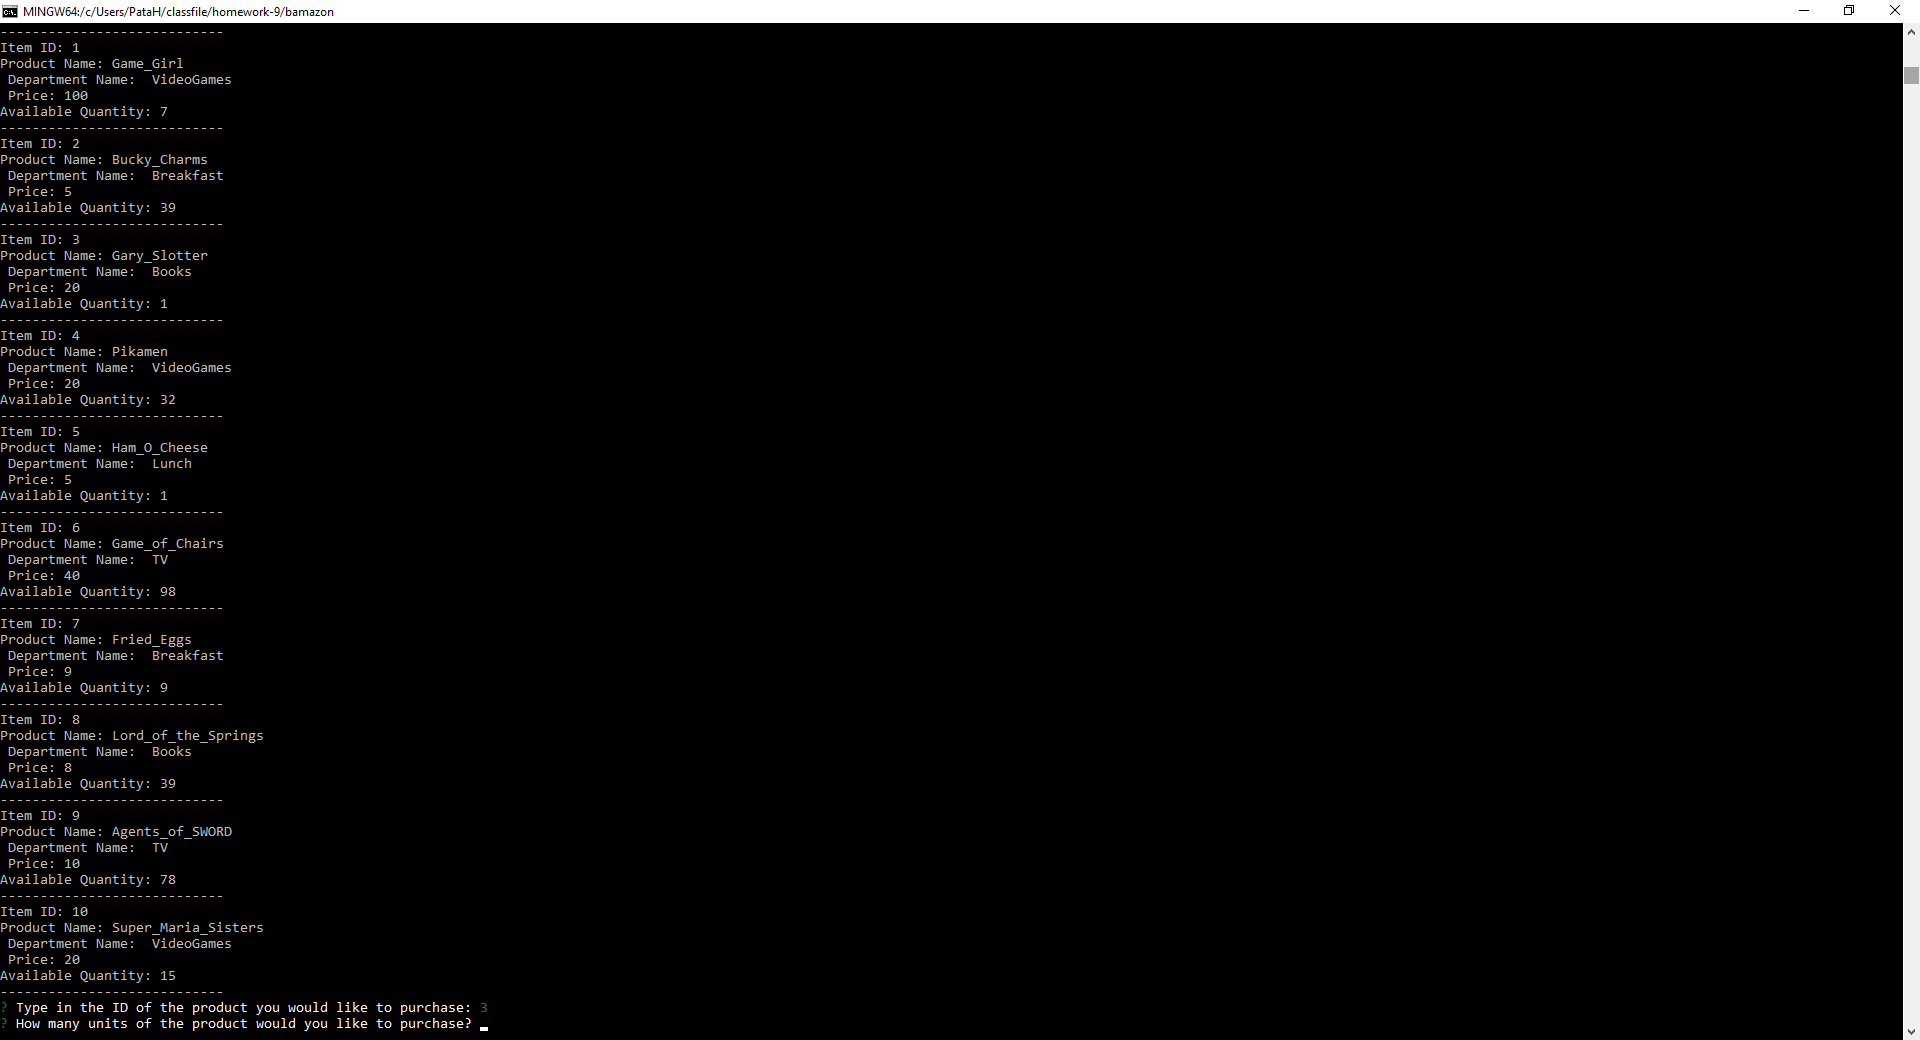 MINGW64:/c/Users/PataH/classfile/homework-9/bamazon
----------------------------
Item ID: 1
Product Name: Game_Girl
 Department Name:  VideoGames
 Price: 100
Available Quantity: 7
----------------------------
Item ID: 2
Product Name: Bucky_Charms
 Department Name:  Breakfast
 Price: 5
Available Quantity: 39
----------------------------
Item ID: 3
Product Name: Gary_Slotter
 Department Name:  Books
 Price: 20
Available Quantity: 1
----------------------------
Item ID: 4
Product Name: Pikamen
 Department Name:  VideoGames
 Price: 20
Available Quantity: 32
----------------------------
Item ID: 5
Product Name: Ham_O_Cheese
 Department Name:  Lunch
 Price: 5
Available Quantity: 1
----------------------------
Item ID: 6
Product Name: Game_of_Chairs
 Department Name:  TV
 Price: 40
Available Quantity: 98
----------------------------
Item ID: 7
Product Name: Fried_Eggs
 Department Name:  Breakfast
 Price: 9
Available Quantity: 9
----------------------------
Item ID: 8
Product Name: Lord_of_the_Springs
 Department Name:  Books
 Price: 8
Available Quantity: 39
----------------------------
Item ID: 9
Product Name: Agents_of_SWORD
 Department Name:  TV
 Price: 10
Available Quantity: 78
----------------------------
Item ID: 10
Product Name: Super_Maria_Sisters
 Department Name:  VideoGames
 Price: 20
Available Quantity: 15
----------------------------
? Type in the ID of the product you would like to purchase: 3
? How many units of the product would you like to purchase?